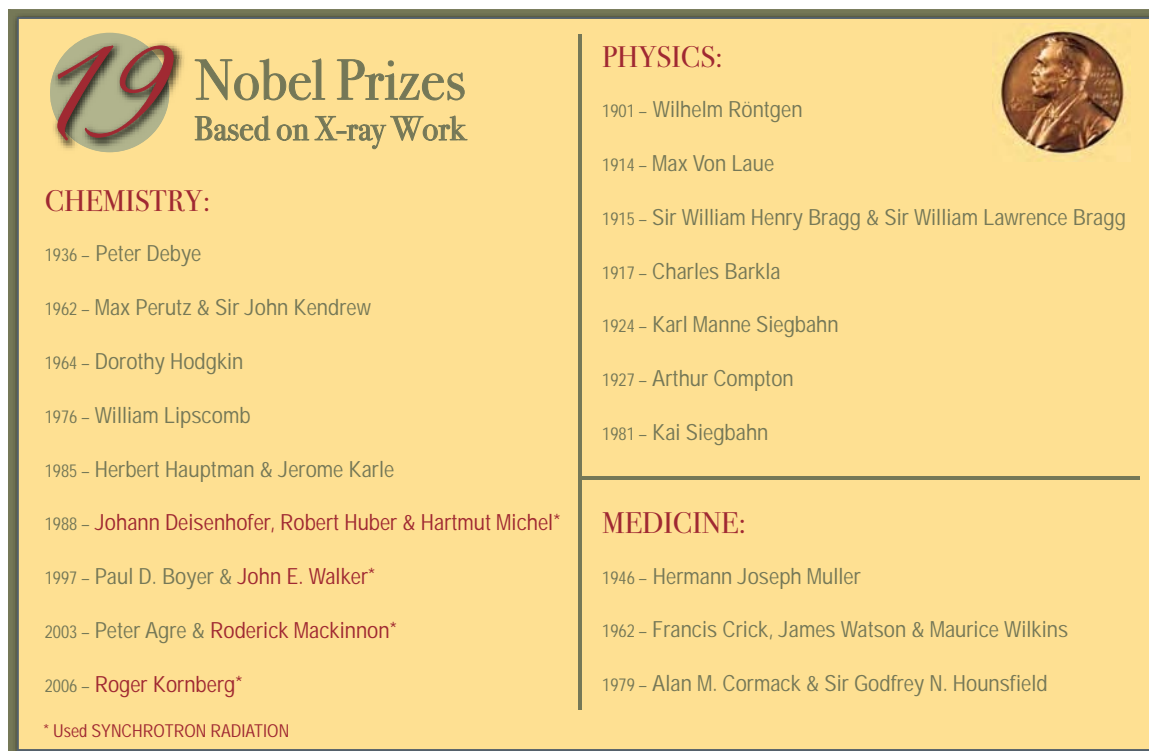 19 Nobel Prizes
Based on X-ray Work
CHEMISTRY:
1936 – Peter Debye
1962 – Max Perutz & Sir John Kendrew
1964 – Dorothy Hodgkin
1976 – William Lipscomb
1985 – Herbert Hauptman & Jerome Karle
1988 – Johann Deisenhofer, Robert Huber & Hartmut Michel*
1997 – Paul D. Boyer & John E. Walker*
2003 – Peter Agre & Roderick Mackinnon*
2006 – Roger Kornberg*
* Used SYNCHROTRON RADIATION
PHYSICS:
1901 – Wilhelm Röntgen
1914 – Max Von Laue
1915 – Sir William Henry Bragg & Sir William Lawrence Bragg
1917 – Charles Barkla
1924 – Karl Manne Siegbahn
1927 – Arthur Compton
1981 – Kai Siegbahn
MEDICINE:
1946 – Hermann Joseph Muller
1962 – Francis Crick, James Watson & Maurice Wilkins
1979 – Alan M. Cormack & Sir Godfrey N. Hounsfield